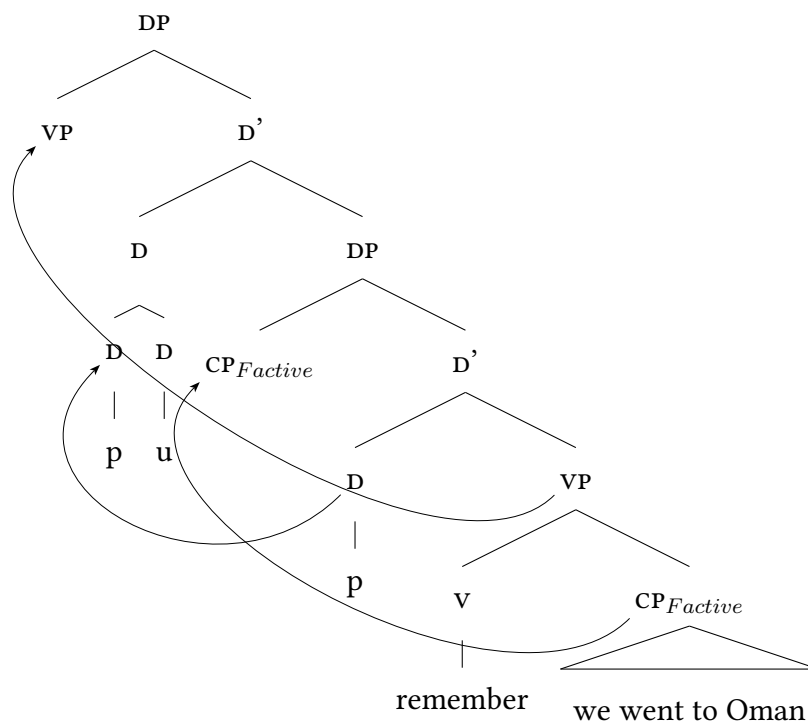 DP
VP D’
D DP
D D CP_Factive D’
p u D VP
p V CP_Factive
remember we went to Oman